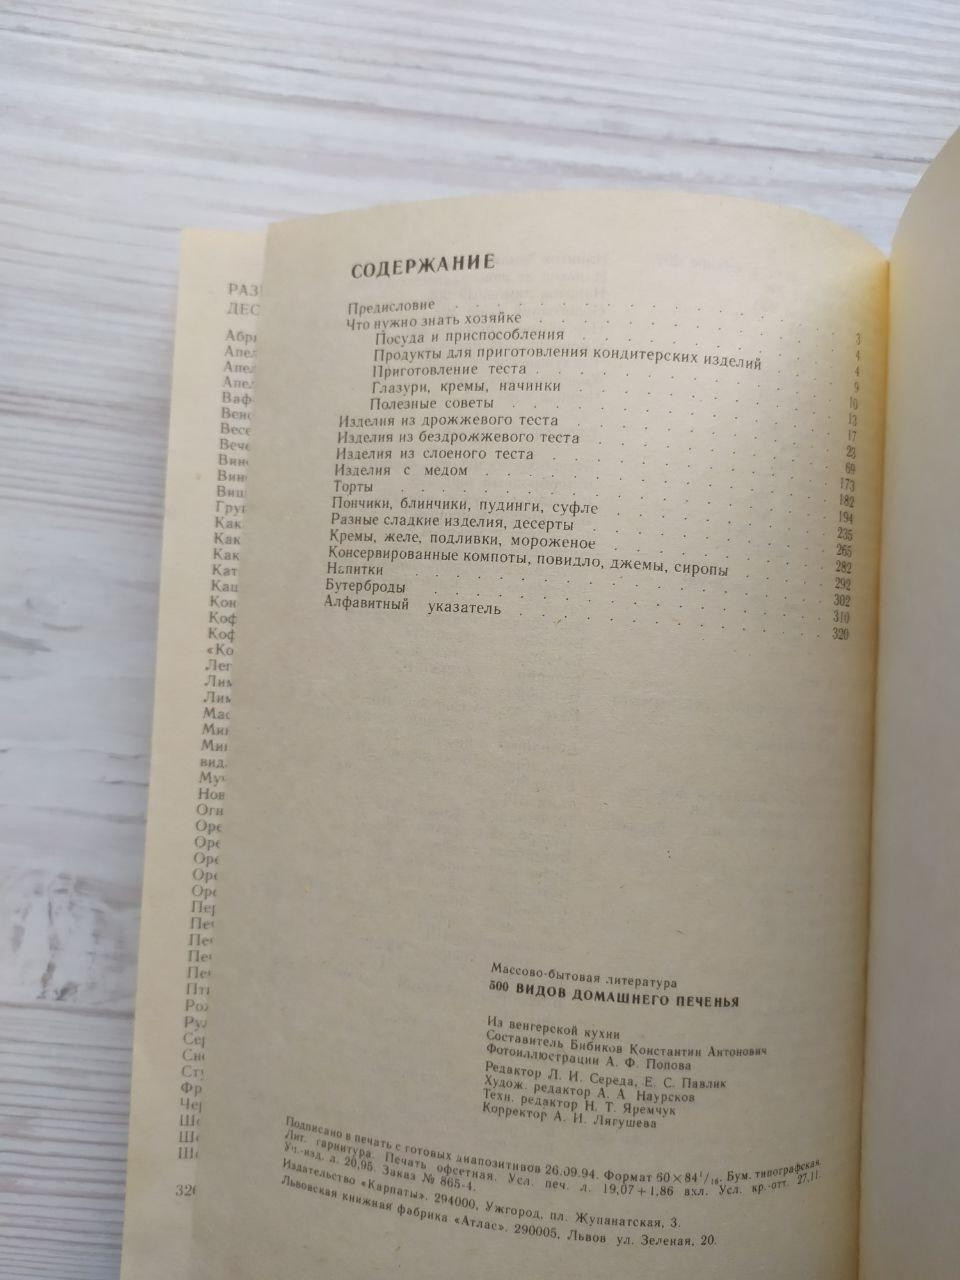 СОДЕРЖАНИЕ
Предисловие . . . . . . . . . . 3
Что нужно знать хозяйке . . . . . . . . . . 4
Посуда и приспособления . . . . . . . . . . 4
Продукты для приготовления кондитерских изделий . . . . 9
Приготовление теста . . . . . . . . . . 10
Глазури, кремы, начинки . . . . . . . . . . 13
Полезные советы . . . . . . . . . . 17
Изделия из дрожжевого теста . . . . . . . . . . 23
Изделия из бездрожжевого теста . . . . . . . . . . 69
Изделия из слоеного теста . . . . . . . . . . 173
Изделия с медом . . . . . . . . . . 182
Торты . . . . . . . . . . 194
Пончики, блинчики, пудинги, суфле . . . . . . . . . . 235
Разные сладкие изделия, десерты . . . . . . . . . . 265
Кремы, желе, подливки, мороженое . . . . . . . . . . 282
Консервированные компоты, повидло, джемы, сиропы . . . . 292
Напитки . . . . . . . . . . 302
Бутерброды . . . . . . . . . . 310
Алфавитный указатель . . . . . . . . . . 320
Массово-бытовая литература
500 ВИДОВ ДОМАШНЕГО ПЕЧЕНЬЯ
Из венгерской кухни
Составитель Бибиков Константин Антонович
Фотоиллюстрации А. Ф. Попова
Редактор Л. И. Середа, Е. С. Павлик
Худож. редактор А. А Наурсков
Техн. редактор Н. Т. Яремчук
Корректор А. И. Лягушева
Подписано в печать с готовых диапозитивов 26.09.94. Формат 60×84 1/16. Бум. типографская.
Лит. гарнитура. Печать офсетная. Усл. печ. л. 19,07+1,86 вхл. Усл. кр.-отт. 27,11.
Уч.-изд. л. 20,95. Заказ № 865-4.
Издательство «Карпаты». 294000, Ужгород, пл. Жупанатская, 3.
Львовская книжная фабрика «Атлас». 290005, Львов ул. Зеленая, 20.